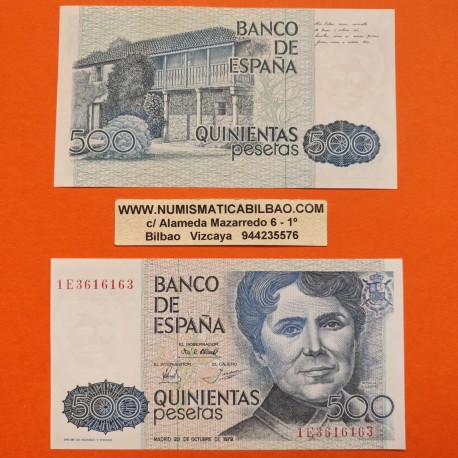 BANCO
DE
ESPAÑA
500
QUINIENTAS
pesetas
500
WWW.NUMISMATICABILBAO.COM
c/ Alameda Mazarredo 6 - 1º
Bilbao Vizcaya 944235576
1E3616163
BANCO
DE
ESPAÑA
EL GOBERNADOR
EL INTERVENTOR
EL CAJERO
500
QUINIENTAS
pesetas
500
1E3616163
MADRID 23 DE OCTUBRE DE 1979